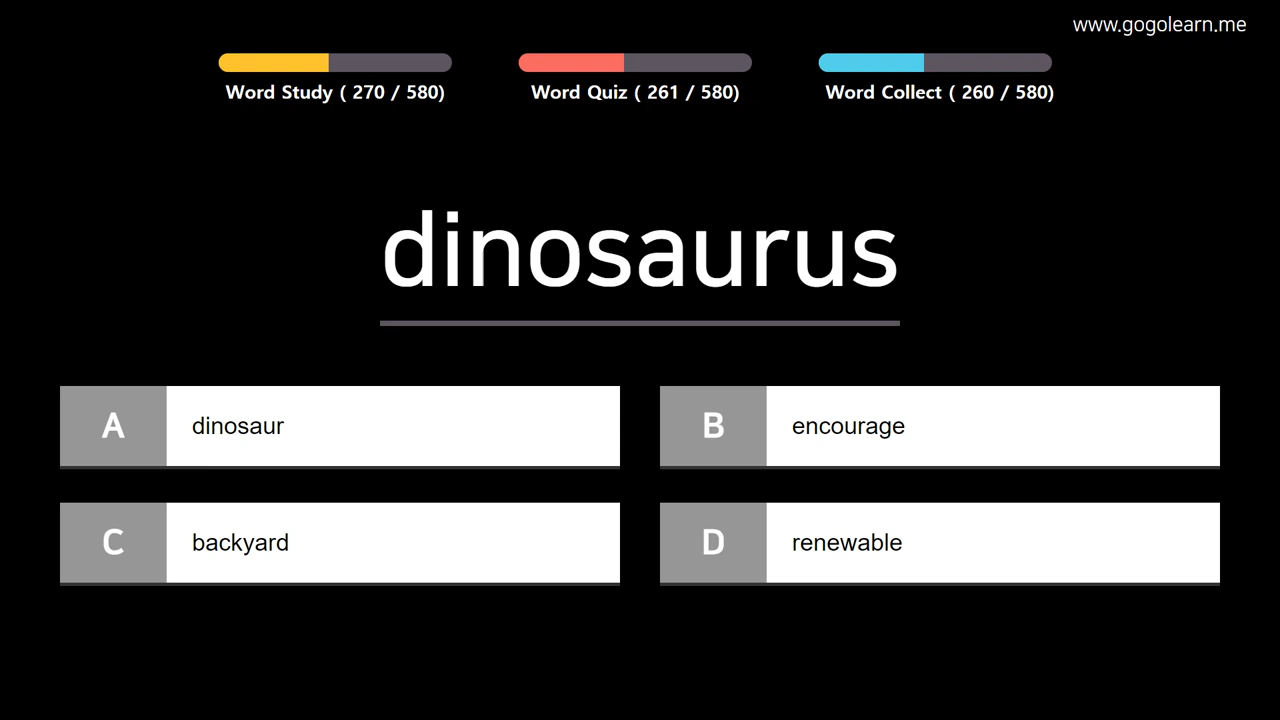 www.gogolearn.me
Word Study ( 270 / 580)
Word Quiz ( 261 / 580)
Word Collect ( 260 / 580)
dinosaurus
A dinosaur
B encourage
C backyard
D renewable